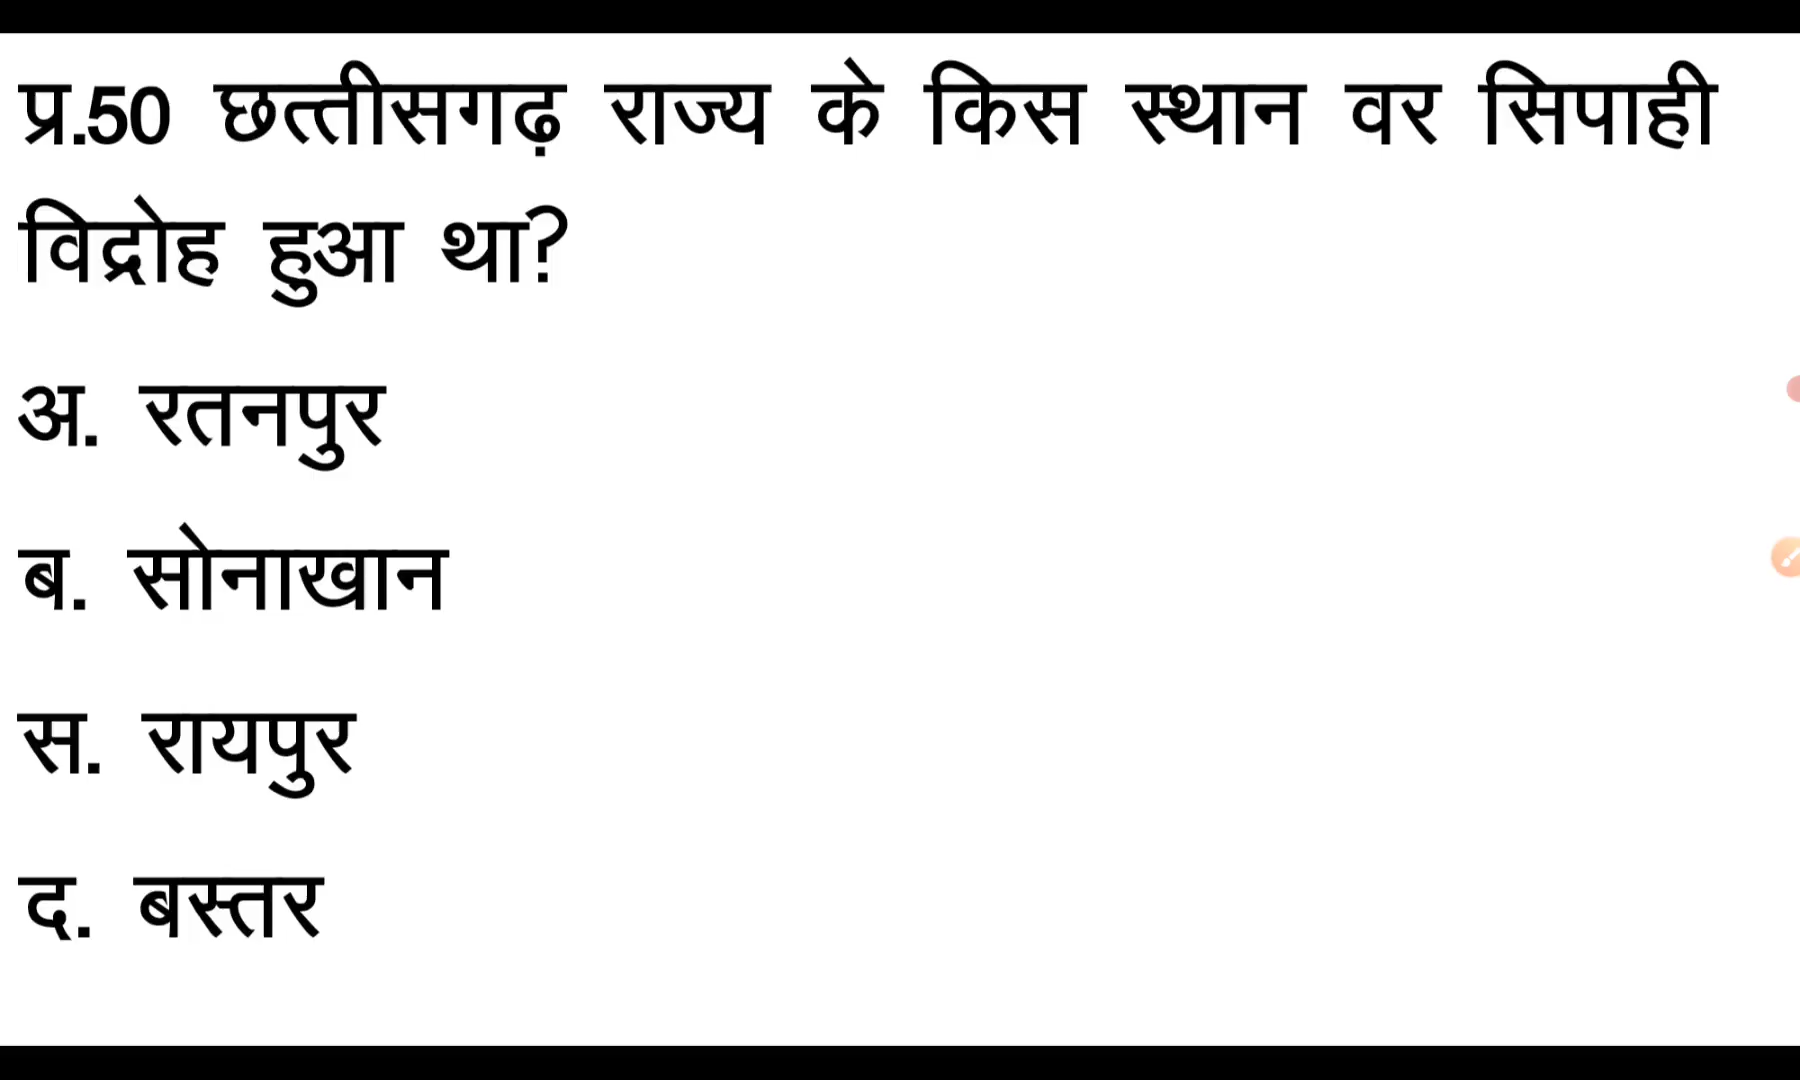 प्र.50 छत्तीसगढ़ राज्य के किस स्थान वर सिपाही
विद्रोह हुआ था?
अ. रतनपुर
ब. सोनाखान
स. रायपुर
द. बस्तर